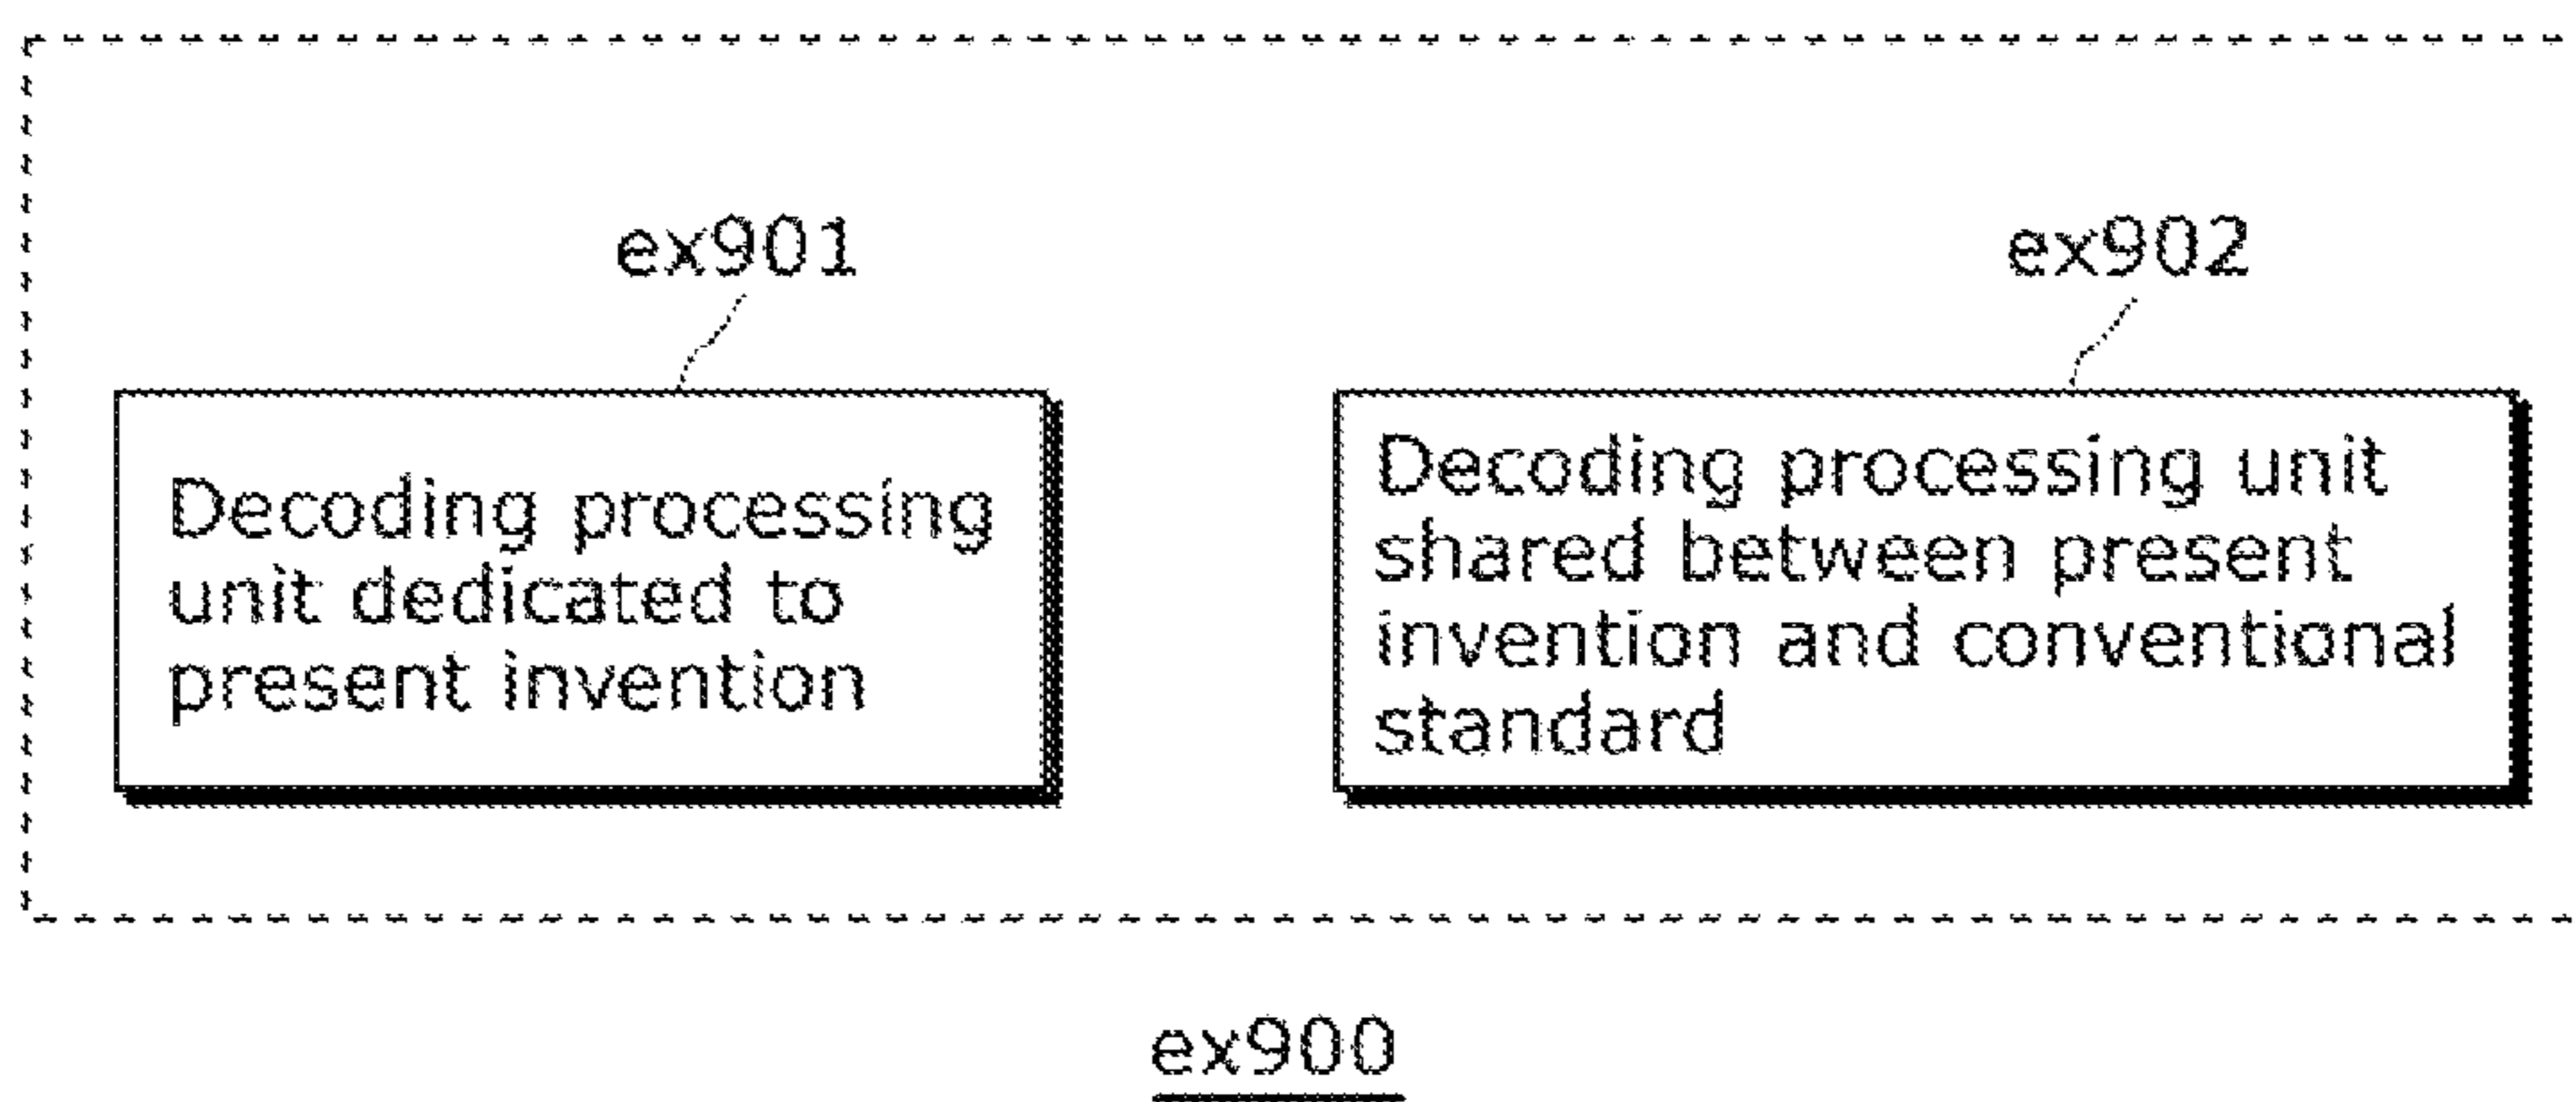 ex901
ex902
Decoding processing
unit dedicated to
present invention
Decoding processing unit
shared between present
invention and conventional
standard
ex900